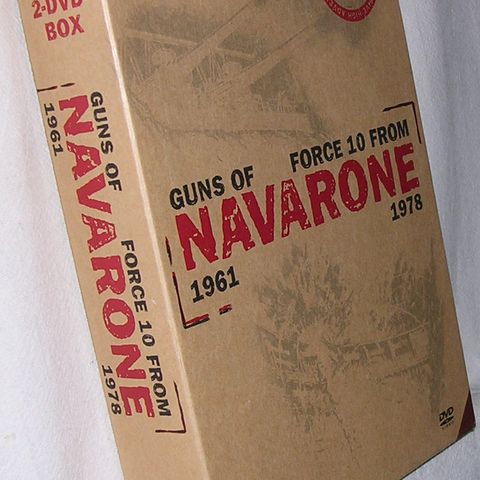 2-DVD
BOX
GUNS OF
NAVARONE
1961
FORCE 10 FROM
1978
FORCE 10 FROM
GUNS OF
NAVARONE
1978
1961
DVD